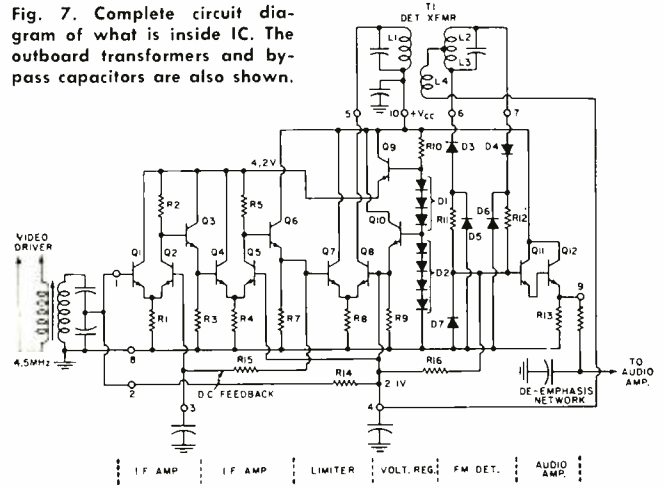 Fig. 7. Complete circuit dia-
gram of what is inside IC. The
outboard transformers and by-
pass capacitors are also shown.
T1
DET XFMR
L1
L2
L3
L4
5
10
+VCC
6
7
4.2V
Q9
R10
D3
D4
R2
Q3
R5
Q6
D1
Q10
R11
D6
R12
D5
VIDEO
DRIVER
Q1
Q2
Q4
Q5
Q7
Q8
D2
Q11
Q12
1
9
R1
R3
R4
R7
R8
R9
D7
R13
4.5MHz
8
R15
R16
TO
AUDIO
AMP.
D.C FEEDBACK
R14
2.1V
DE-EMPHASIS
NETWORK
2
3
4
I F AMP
I F AMP
LIMITER
VOLT. REG.
FM DET.
AUDIO
AMP.